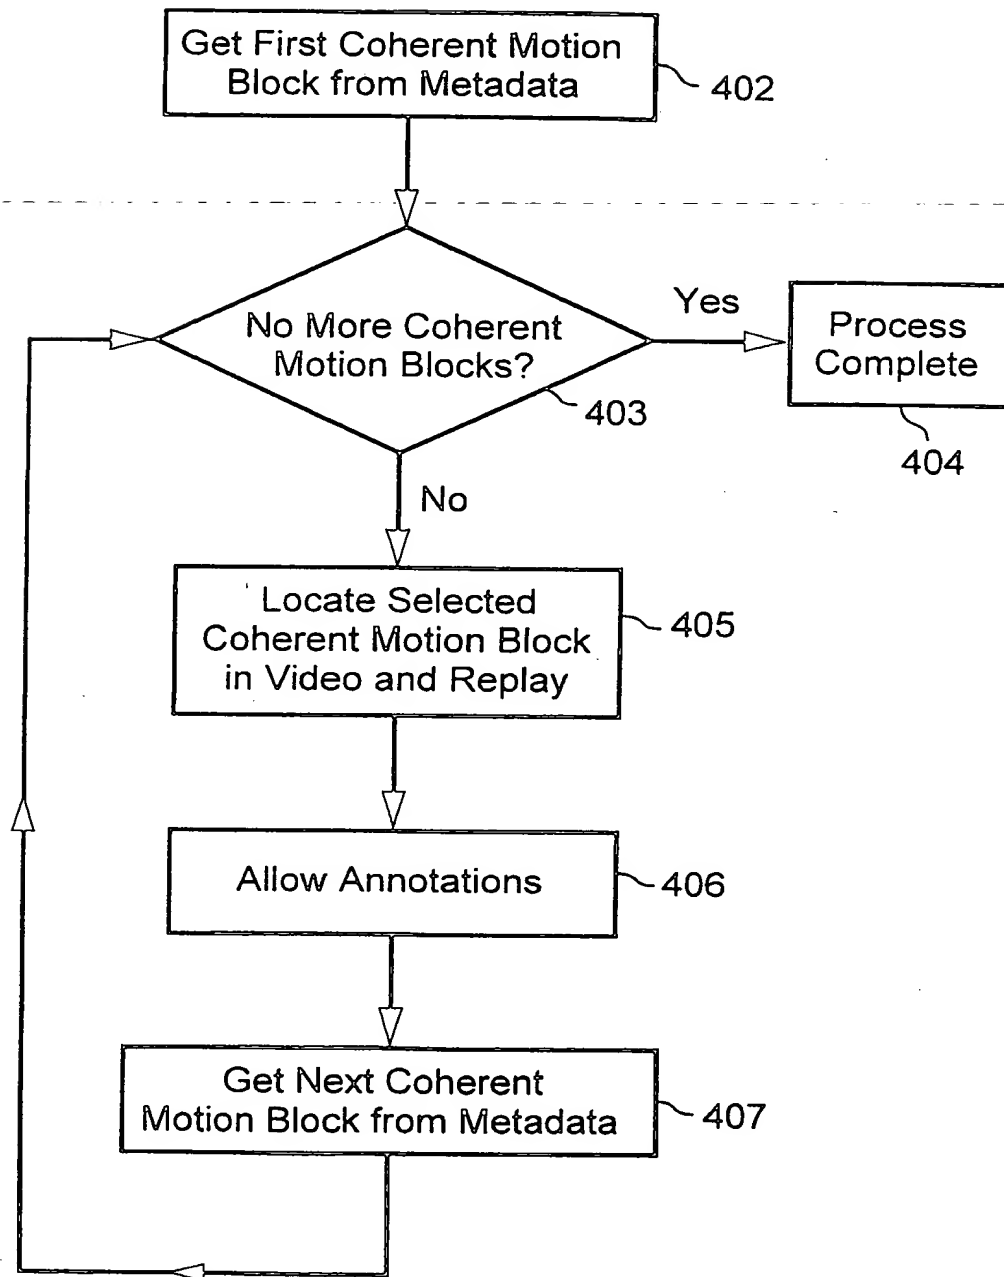 Get First Coherent Motion
Block from Metadada
402
No More Coherent
Motion Blocks?
403
Yes
Process
Complete
404
No
Locate Selected
Coherent Motion Block
in Video and Replay
405
Allow Annotations
406
Get Next Coherent
Motion Block from Metadada
407